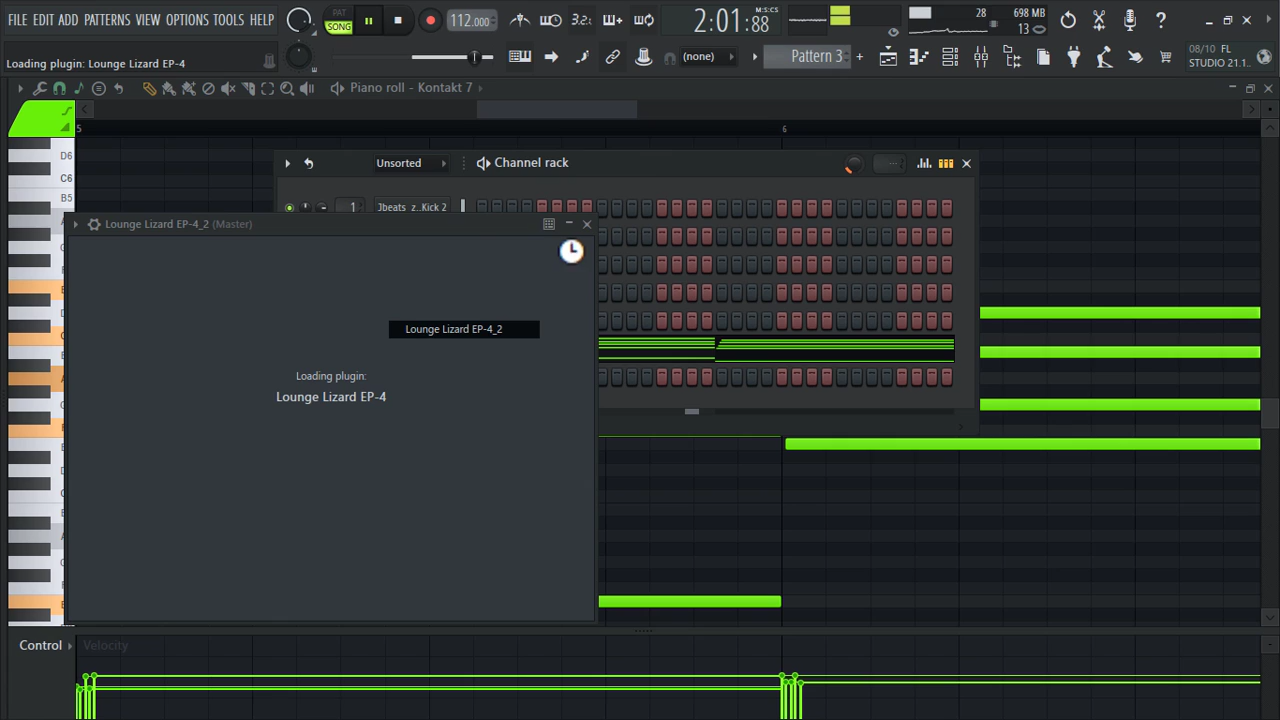 FILE EDIT ADD PATTERNS VIEW OPTIONS TOOLS HELP
PAT
SONG
112.000
3.2:
2:01:88
M:S:CS
28
698 MB
13
Loading plugin: Lounge Lizard EP-4
(none)
Pattern 3
08/10 FL
STUDIO 21.1...
Piano roll - Kontakt 7
5
6
D6
C6
B5
Unsorted
Channel rack
1
Jbeats z..Kick 2
Lounge Lizard EP-4_2 (Master)
Lounge Lizard EP-4_2
Loading plugin:
Lounge Lizard EP-4
Control
Velocity